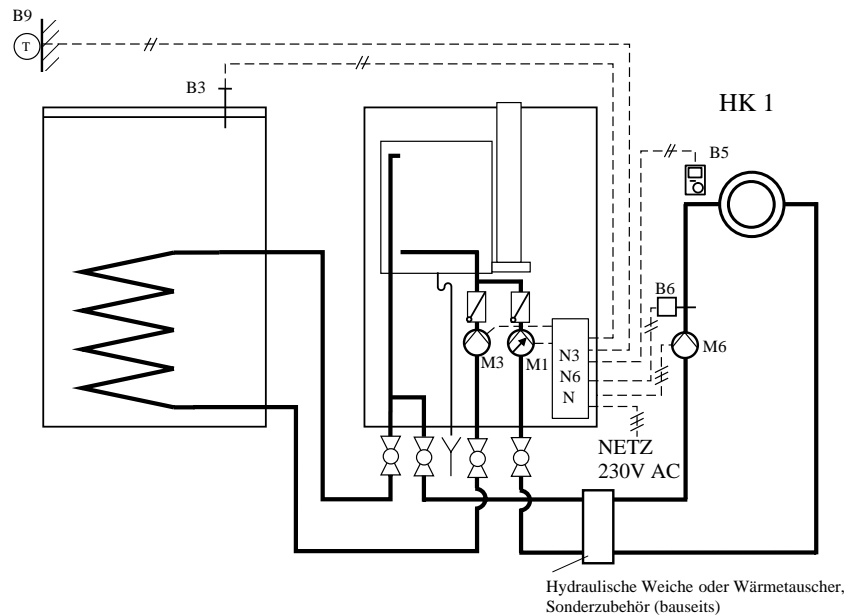 B9
T
B3
HK 1
B5
B6
M3
M1
N3
M6
N6
N
NETZ
230V AC
Hydraulische Weiche oder Wärmetauscher,
Sonderzubehör (bauseits)